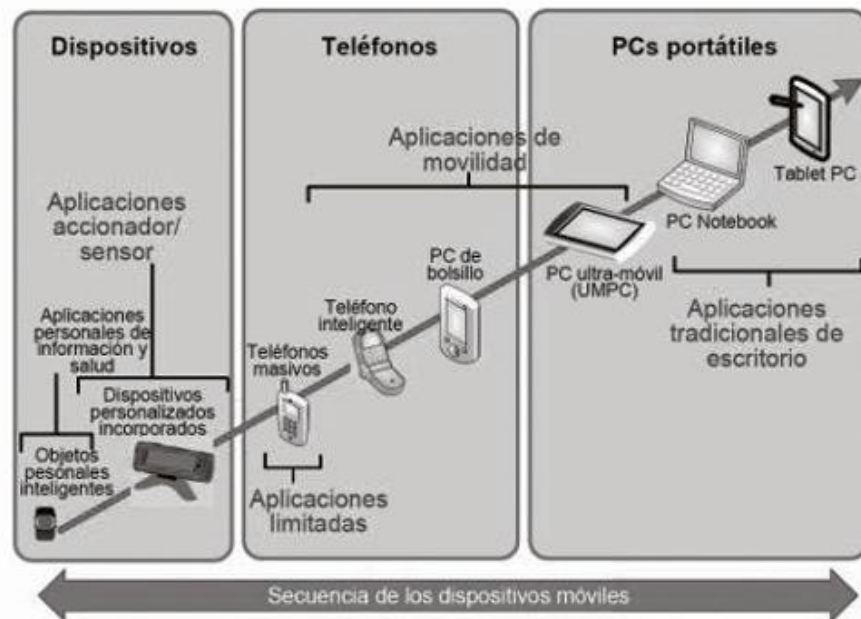 Dispositivos
Teléfonos
PCs portátiles
Aplicaciones de
movilidad
Tablet PC
PC Notebook
Aplicaciones
accionador/
sensor
PC de
bolsillo
PC ultra-móvil
(UMPC)
Aplicaciones
tradicionales de
escritorio
Aplicaciones
personales de
información y
salud
Teléfono
inteligente
Teléfonos
masivos
Dispositivos
personalizados
incorporados
Objetos
pesonales
inteligentes
Aplicaciones
limitadas
Secuencia de los dispositivos móviles